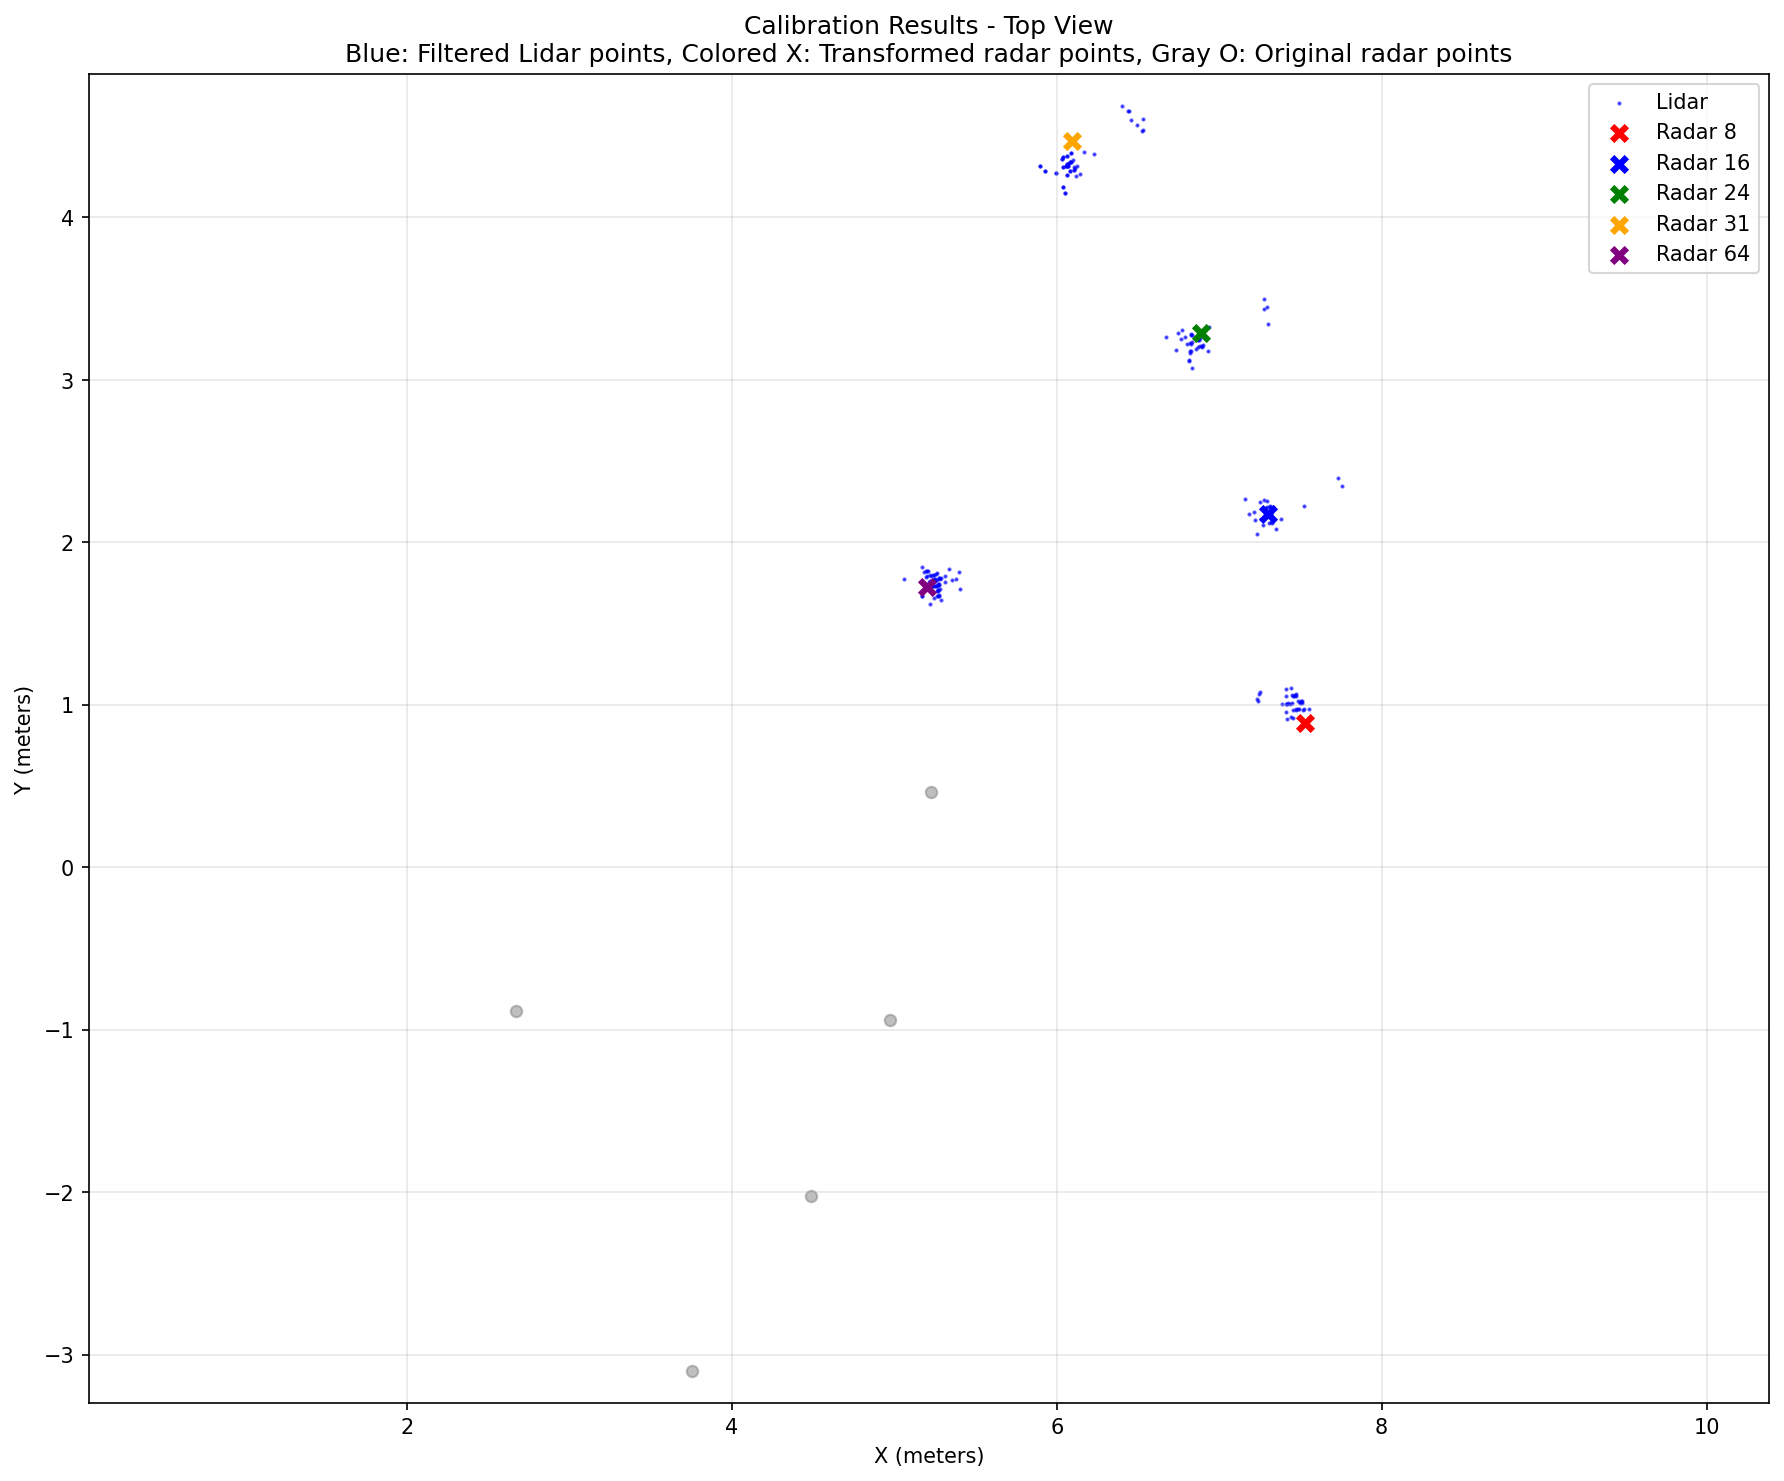 Calibration Results - Top View
Blue: Filtered Lidar points, Colored X: Transformed radar points, Gray O: Original radar points
Lidar
Radar 8
Radar 16
Radar 24
Radar 31
Radar 64
Y (meters)
4
3
2
1
0
−1
−2
−3
2
4
6
8
10
X (meters)